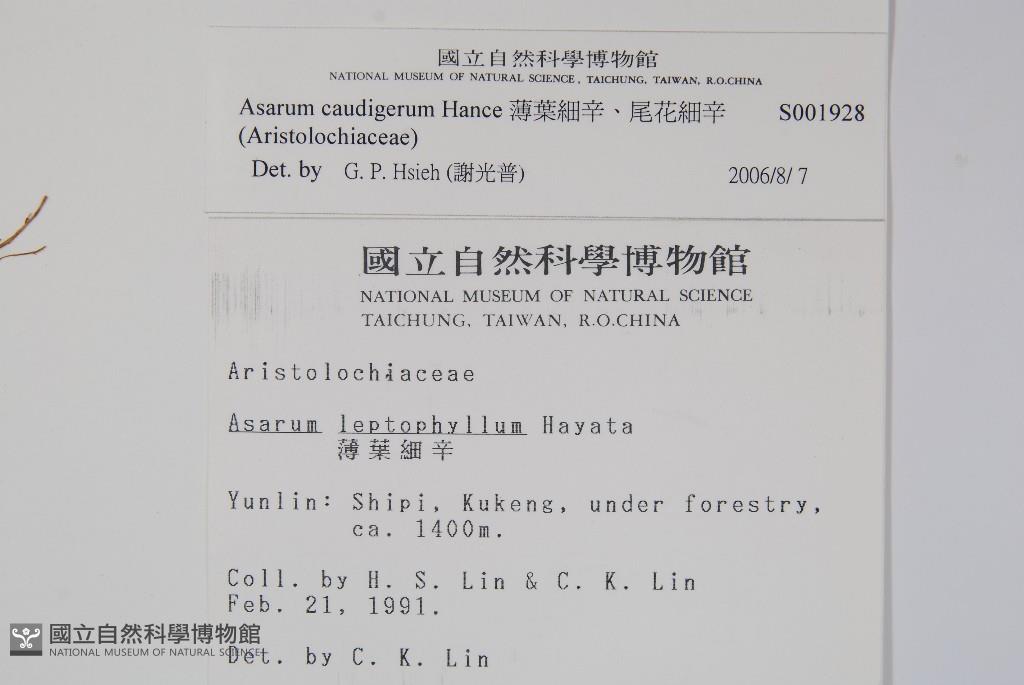 國立自然科學博物館
NATIONAL MUSEUM OF NATURAL SCIENCE, TAICHUNG, TAIWAN, R.O.CHINA
Asarum caudigerum Hance 薄葉細辛、尾花細辛 S001928
(Aristolochiaceae)
Det. by G. P. Hsieh (謝光普) 2006/8/ 7
國立自然科學博物館
NATIONAL MUSEUM OF NATURAL SCIENCE
TAICHUNG, TAIWAN, R.O.CHINA
Aristolochiaceae
Asarum leptophyllum Hayata
薄葉細辛
Yunlin: Shipi, Kukeng, under forestry,
ca. 1400m.
Coll. by H. S. Lin & C. K. Lin
Feb. 21, 1991.
Det. by C. K. Lin
國立自然科學博物館
NATIONAL MUSEUM OF NATURAL SCIENCE